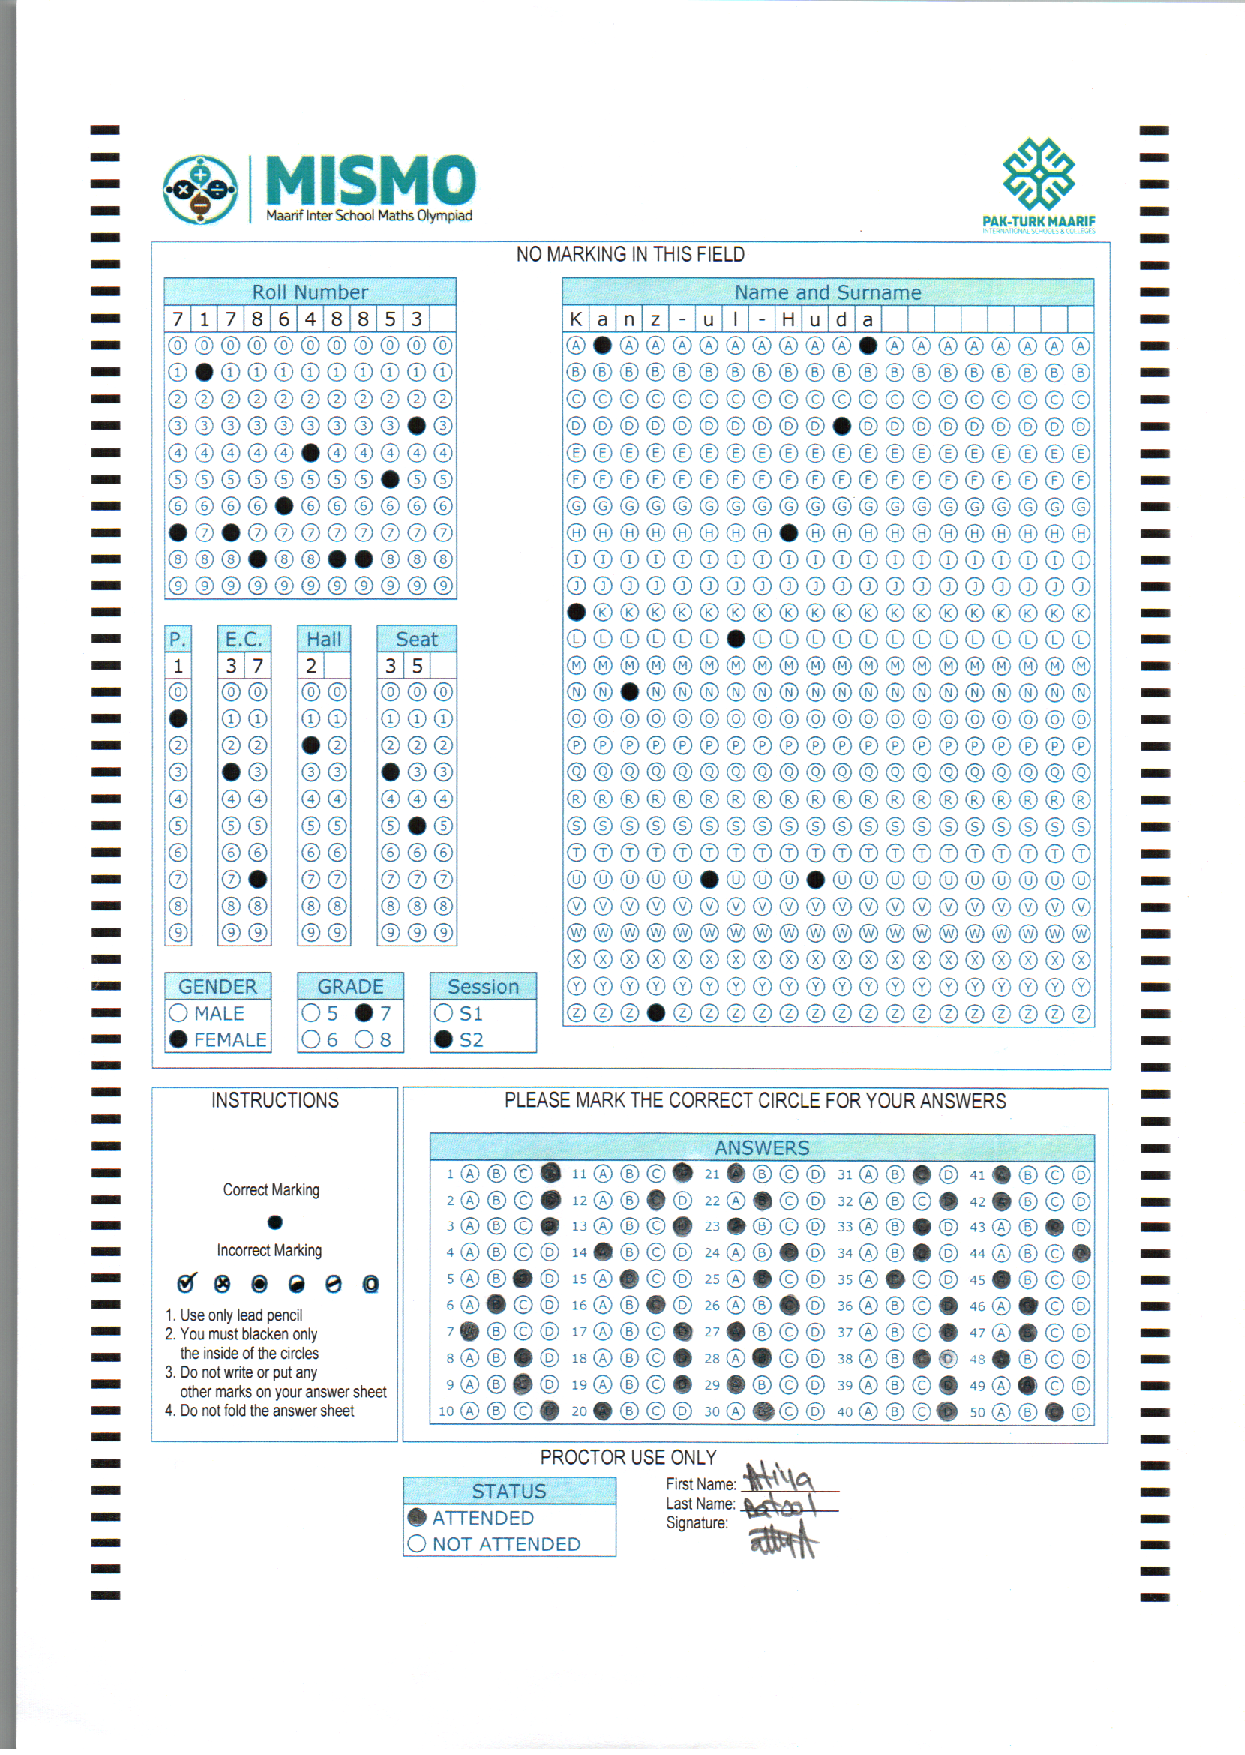 MISMO
Maarif Inter School Maths Olympiad
PAK-TURK MAARIF
INTERNATIONAL SCHOOLS & COLLEGES
NO MARKING IN THIS FIELD
Roll Number
7 1 7 8 6 4 8 8 5 3
Name and Surname
K a n z - u l - H u d a
P. E.C. Hall Seat
1 3 7 2 3 5
GENDER
MALE
FEMALE
GRADE
5 7
6 8
Session
S1
S2
INSTRUCTIONS
Correct Marking
Incorrect Marking
1. Use only lead pencil
2. You must blacken only
the inside of the circles
3. Do not write or put any
other marks on your answer sheet
4. Do not fold the answer sheet
PLEASE MARK THE CORRECT CIRCLE FOR YOUR ANSWERS
ANSWERS
PROCTOR USE ONLY
STATUS
ATTENDED
NOT ATTENDED
First Name: Atiya
Last Name: Batool
Signature: